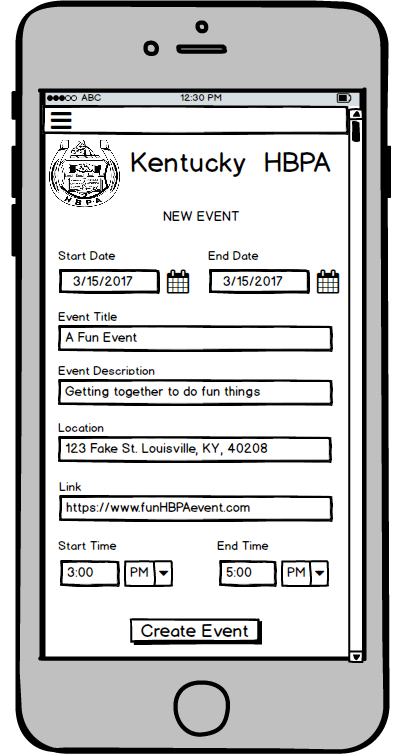 ABC 12:30 PM
HBPA
Kentucky HBPA
NEW EVENT
Start Date End Date
3/15/2017 3/15/2017
Event Title
A Fun Event
Event Description
Getting together to do fun things
Location
123 Fake St. Louisville, KY, 40208
Link
https://www.funHBPAevent.com
Start Time End Time
3:00 PM 5:00 PM
Create Event